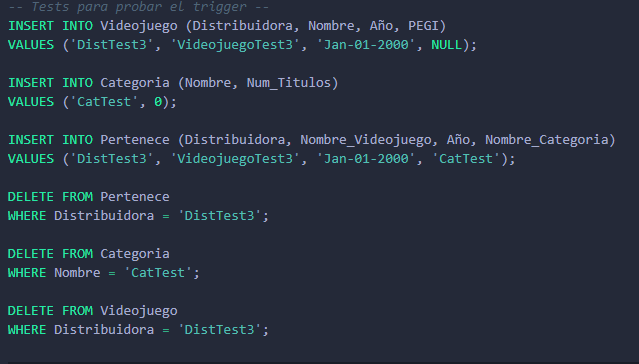 -- Tests para probar el trigger --
INSERT INTO Videojuego (Distribuidora, Nombre, Año, PEGI)
VALUES ('DistTest3', 'VideojuegoTest3', 'Jan-01-2000', NULL);
INSERT INTO Categoria (Nombre, Num_Titulos)
VALUES ('CatTest', 0);
INSERT INTO Pertenece (Distribuidora, Nombre_Videojuego, Año, Nombre_Categoria)
VALUES ('DistTest3', 'VideojuegoTest3', 'Jan-01-2000', 'CatTest');
DELETE FROM Pertenece
WHERE Distribuidora = 'DistTest3';
DELETE FROM Categoria
WHERE Nombre = 'CatTest';
DELETE FROM Videojuego
WHERE Distribuidora = 'DistTest3';